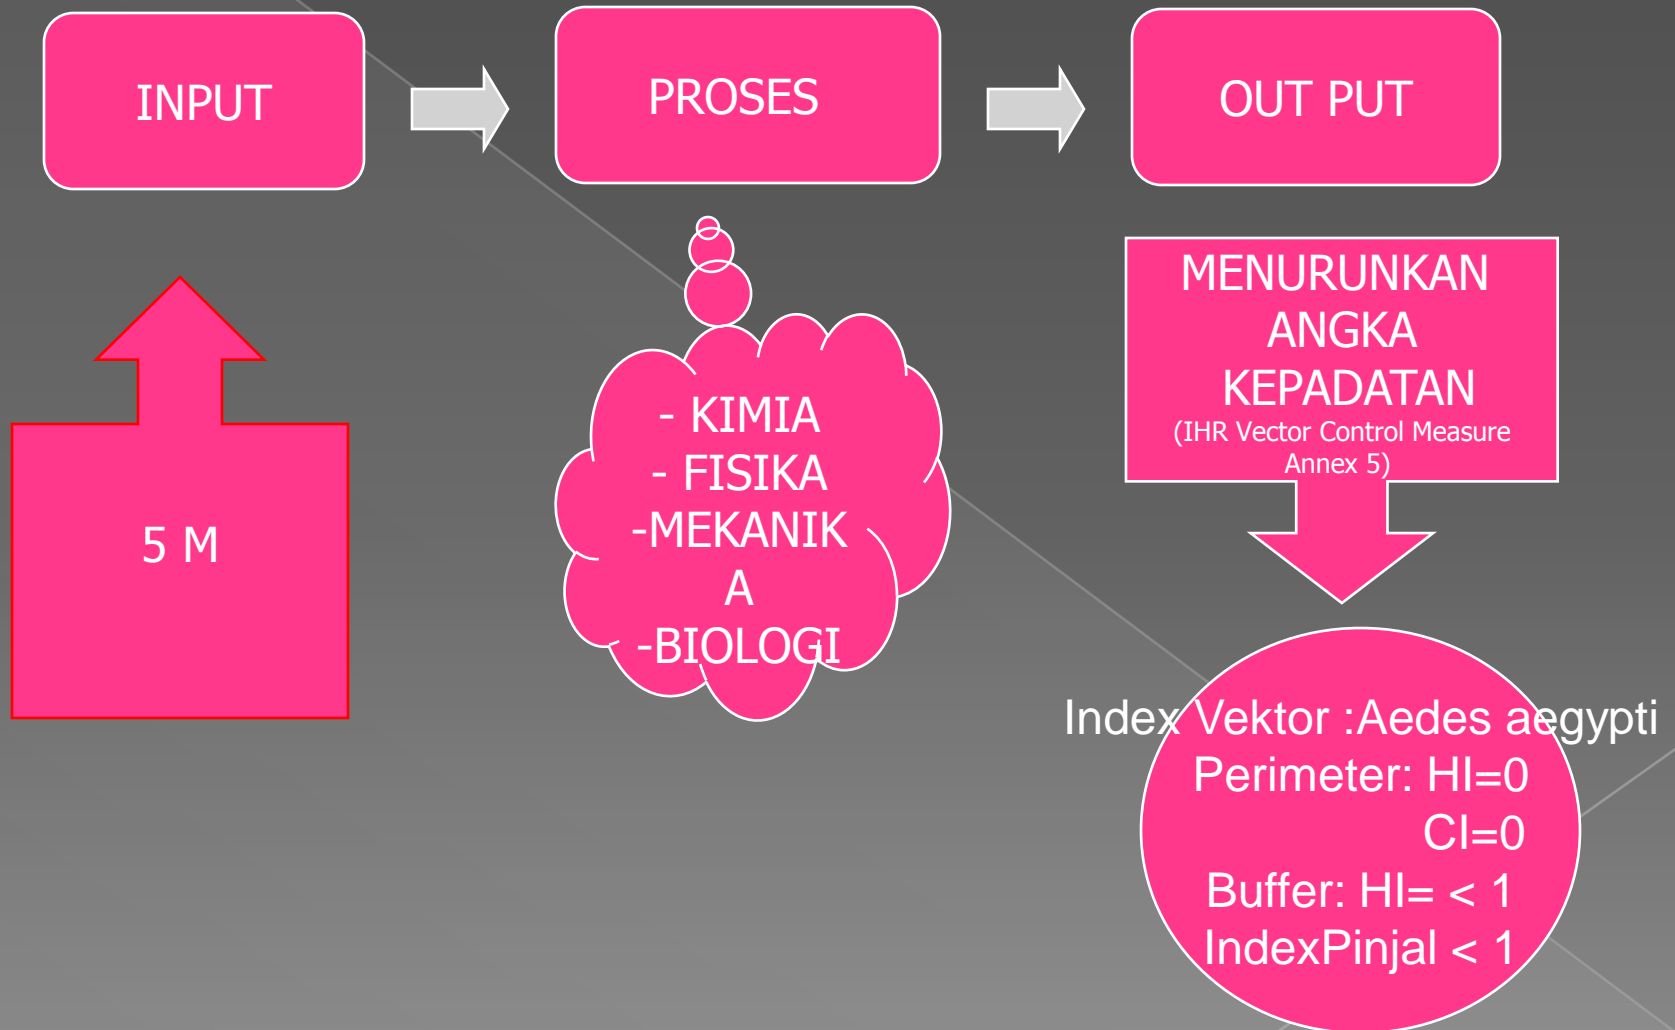 INPUT
PROSES
OUT PUT
5 M
- KIMIA
- FISIKA
-MEKANIK
A
-BIOLOGI
MENURUNKAN
ANGKA
KEPADATAN
(IHR Vector Control Measure
Annex 5)
Index Vektor :Aedes aegypti
Perimeter: HI=0
CI=0
Buffer: HI= < 1
IndexPinjal < 1